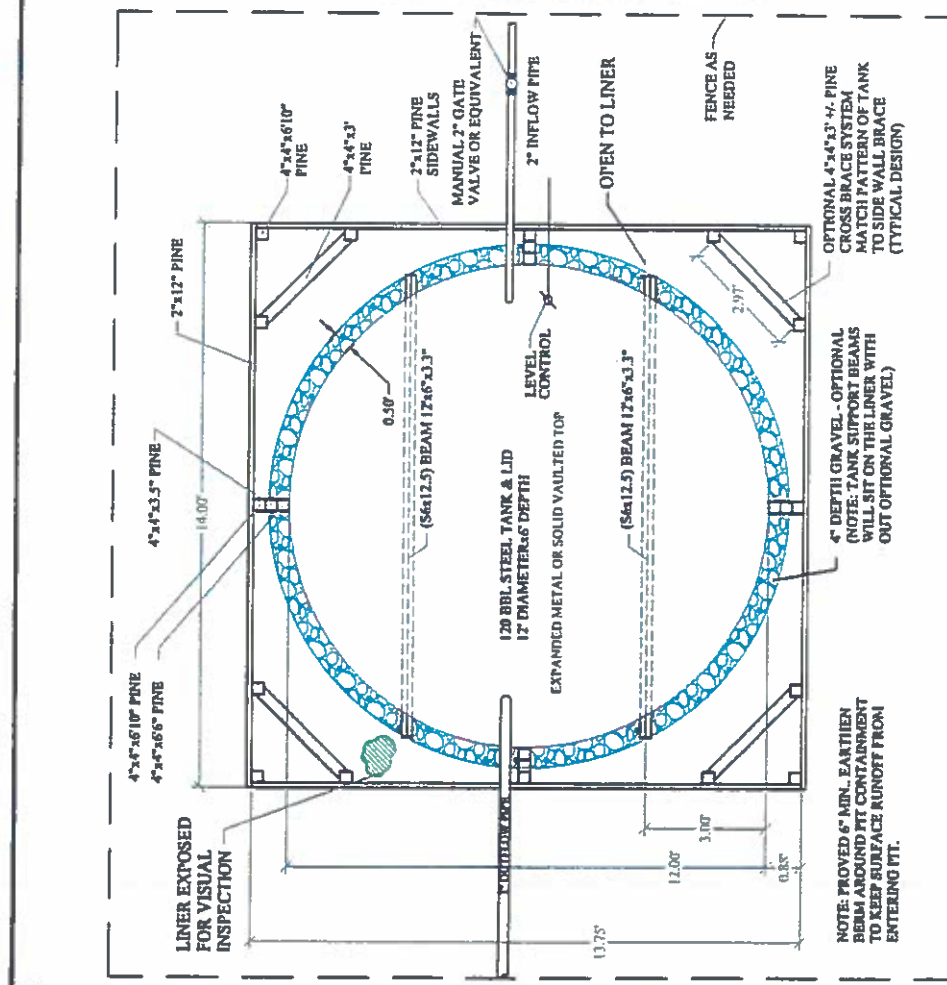 4"x4"x6'10" PINE
4"x4"x6'6" PINE
4"x4"x3.5" PINE
2"x12" PINE
4"x4"x6'10"
PINE
4"x4"x3'
PINE
2"x12" PINE
SIDEWALLS
MANUAL 2" GATE
VALVE OR EQUIVALENT
2" INFLOW PIPE
OPEN TO LINER
FENCE AS
NEEDED
OPTIONAL 4"x4"x3' +/- PINE
CROSS BRACE SYSTEM
MATCH PATTERN OF TANK
TO SIDE WALL BRACE
(TYPICAL DESIGN)
LINER EXPOSED
FOR VISUAL
INSPECTION
14.00'
0.50'
(S6x12.5) BEAM 12'x6"x3.3"
LEVEL
CONTROL
120 BBL STEEL TANK & LID
12' DIAMETERx6' DEPTH
EXPANDED METAL OR SOLID VAULTED TOP
(S6x12.5) BEAM 12'x6"x3.3"
2.97'
OUTFLOW PIPE
13.75'
12.00'
3.00'
0.88'
4" DEPTH GRAVEL - OPTIONAL
(NOTE: TANK SUPPORT BEAMS
WILL SIT ON THE LINER WITH
OUT OPTIONAL GRAVEL)
NOTE: PROVED 6" MIN.. EARTHEN
BERM AROUND PIT CONTAINMENT
TO KEEP SURFACE RUNOFF FROM
ENTERING PIT.